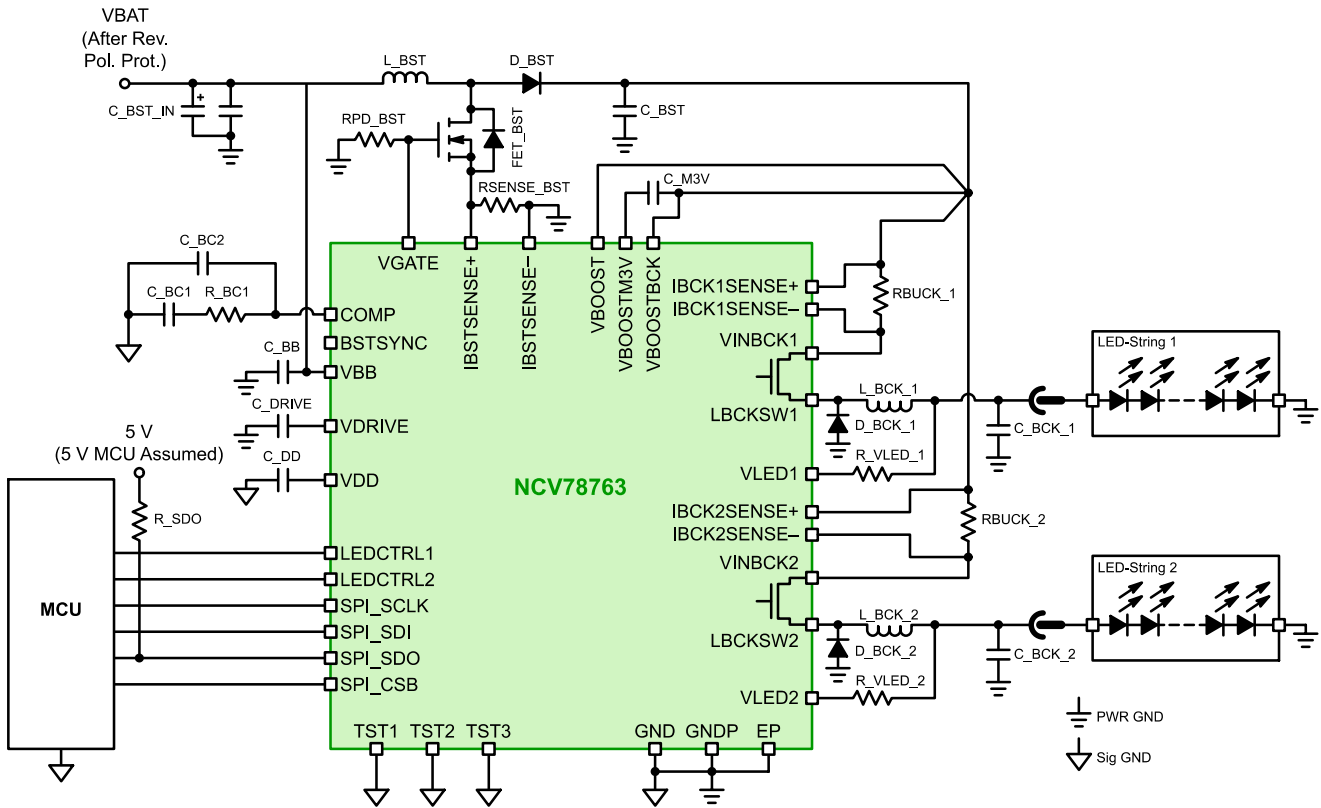 VBAT
(After Rev.
Pol. Prot.)
L_BST
D_BST
C_BST_IN
+
C_BST
RPD_BST
FET_BST
RSENSE_BST
C_M3V
C_BC2
C_BC1
R_BC1
C_BB
C_DRIVE
C_DD
5 V
(5 V MCU Assumed)
R_SDO
MCU
VGATE
IBSTSENSE+
IBSTSENSE–
VBOOST
VBOOSTM3V
VBOOSTBCK
COMP
BSTSYNC
VBB
VDRIVE
VDD
LEDCTRL1
LEDCTRL2
SPI_SCLK
SPI_SDI
SPI_SDO
SPI_CSB
TST1
TST2
TST3
GND
GNDP
EP
NCV78763
IBCK1SENSE+
IBCK1SENSE–
VINBCK1
LBCKSW1
VLED1
IBCK2SENSE+
IBCK2SENSE–
VINBCK2
LBCKSW2
VLED2
RBUCK_1
L_BCK_1
D_BCK_1
R_VLED_1
C_BCK_1
LED-String 1
RBUCK_2
L_BCK_2
D_BCK_2
R_VLED_2
C_BCK_2
LED-String 2
PWR GND
Sig GND